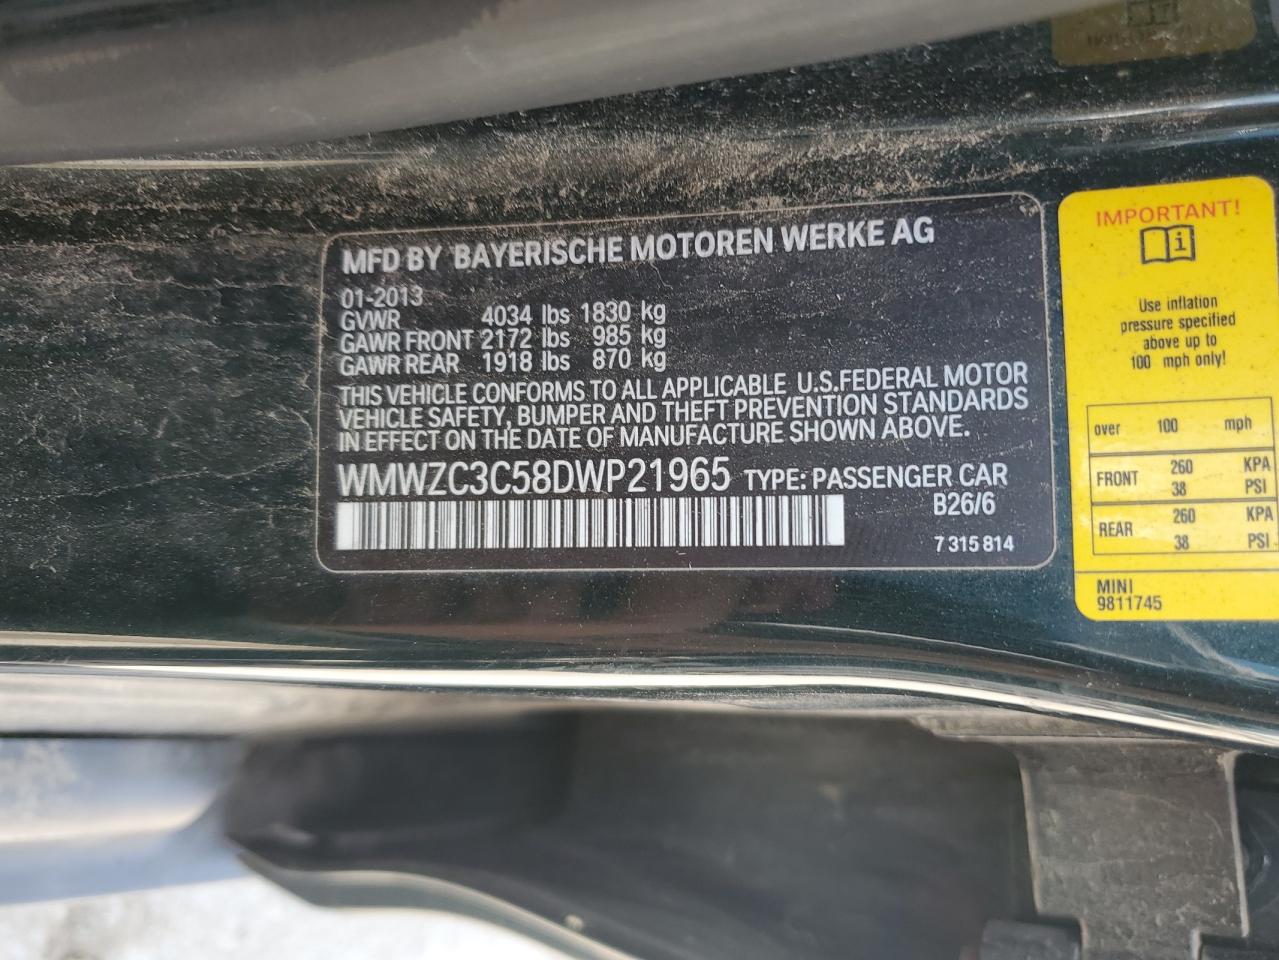 MFD BY BAYERISCHE MOTOREN WERKE AG
01-2013
GVWR 4034 lbs 1830 kg
GAWR FRONT 2172 lbs 985 kg
GAWR REAR 1918 lbs 870 kg
THIS VEHICLE CONFORMS TO ALL APPLICABLE U.S.FEDERAL MOTOR
VEHICLE SAFETY, BUMPER AND THEFT PREVENTION STANDARDS
IN EFFECT ON THE DATE OF MANUFACTURE SHOWN ABOVE.
WMWZC3C58DWP21965 TYPE: PASSENGER CAR
B26/6
7 315 814
IMPORTANT!
i
Use inflation
pressure specified
above up to
100 mph only!
over 100 mph
FRONT 260 KPA
38 PSI
REAR 260 KPA
38 PSI
MINI
9811745